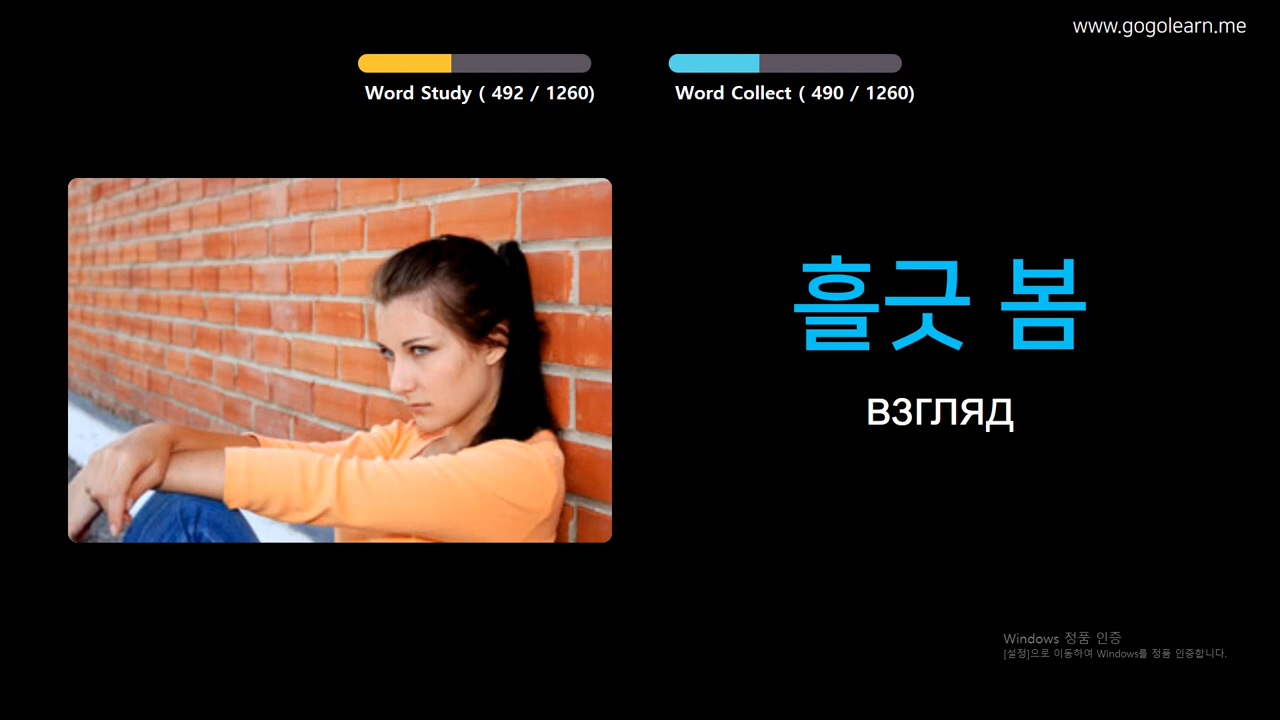 www.gogolearn.me
Word Study ( 492 / 1260)
Word Collect ( 490 / 1260)
흘긋 봄
взгляд
Windows 정품 인증
[설정]으로 이동하여 Windows를 정품 인증합니다.